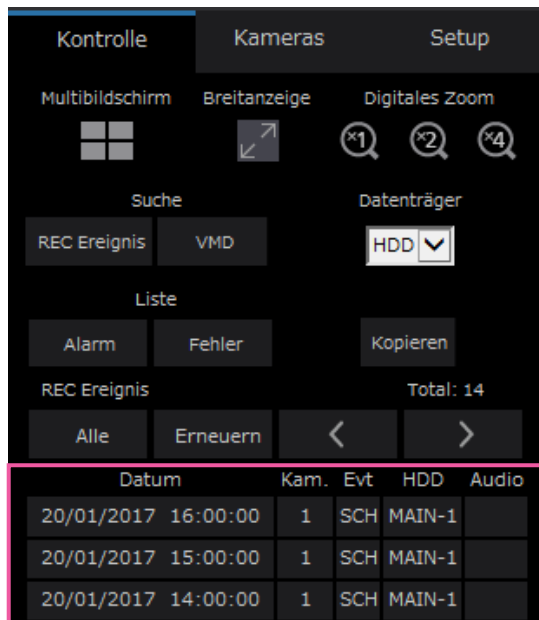 Kontrolle Kameras Setup
Multibildschirm Breitanzeige Digitales Zoom
×1 ×2 ×4
Suche Datenträger
REC Ereignis VMD HDD
Liste
Alarm Fehler Kopieren
REC Ereignis Total: 14
Alle Erneuern < >
Datum Kam. Evt HDD Audio
20/01/2017 16:00:00 1 SCH MAIN-1
20/01/2017 15:00:00 1 SCH MAIN-1
20/01/2017 14:00:00 1 SCH MAIN-1